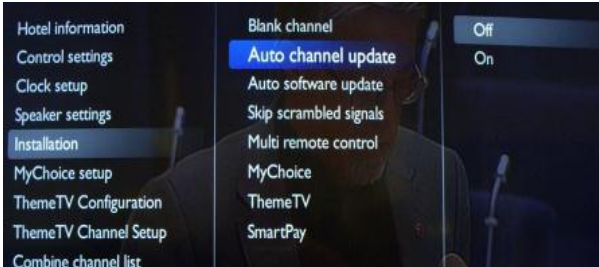 Hotel information
Control settings
Clock setup
Speaker settings
Installation
MyChoice setup
ThemeTV Configuration
ThemeTV Channel Setup
Combine channel list
Blank channel
Auto channel update
Auto software update
Skip scrambled signals
Multi remote control
MyChoice
ThemeTV
SmartPay
Off
On